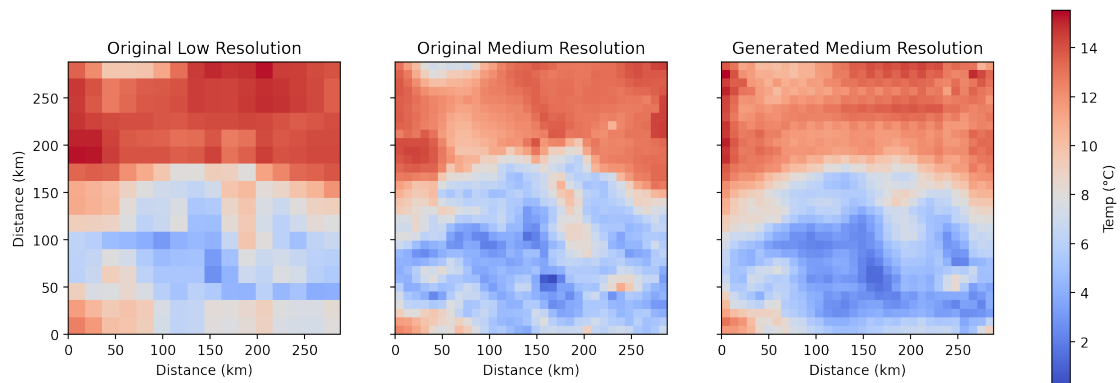 Original Low Resolution
Original Medium Resolution
Generated Medium Resolution
Distance (km)
250
200
150
100
50
0
0 50 100 150 200 250
Distance (km)
0 50 100 150 200 250
Distance (km)
0 50 100 150 200 250
Distance (km)
14
12
10
8
6
4
2
Temp (°C)